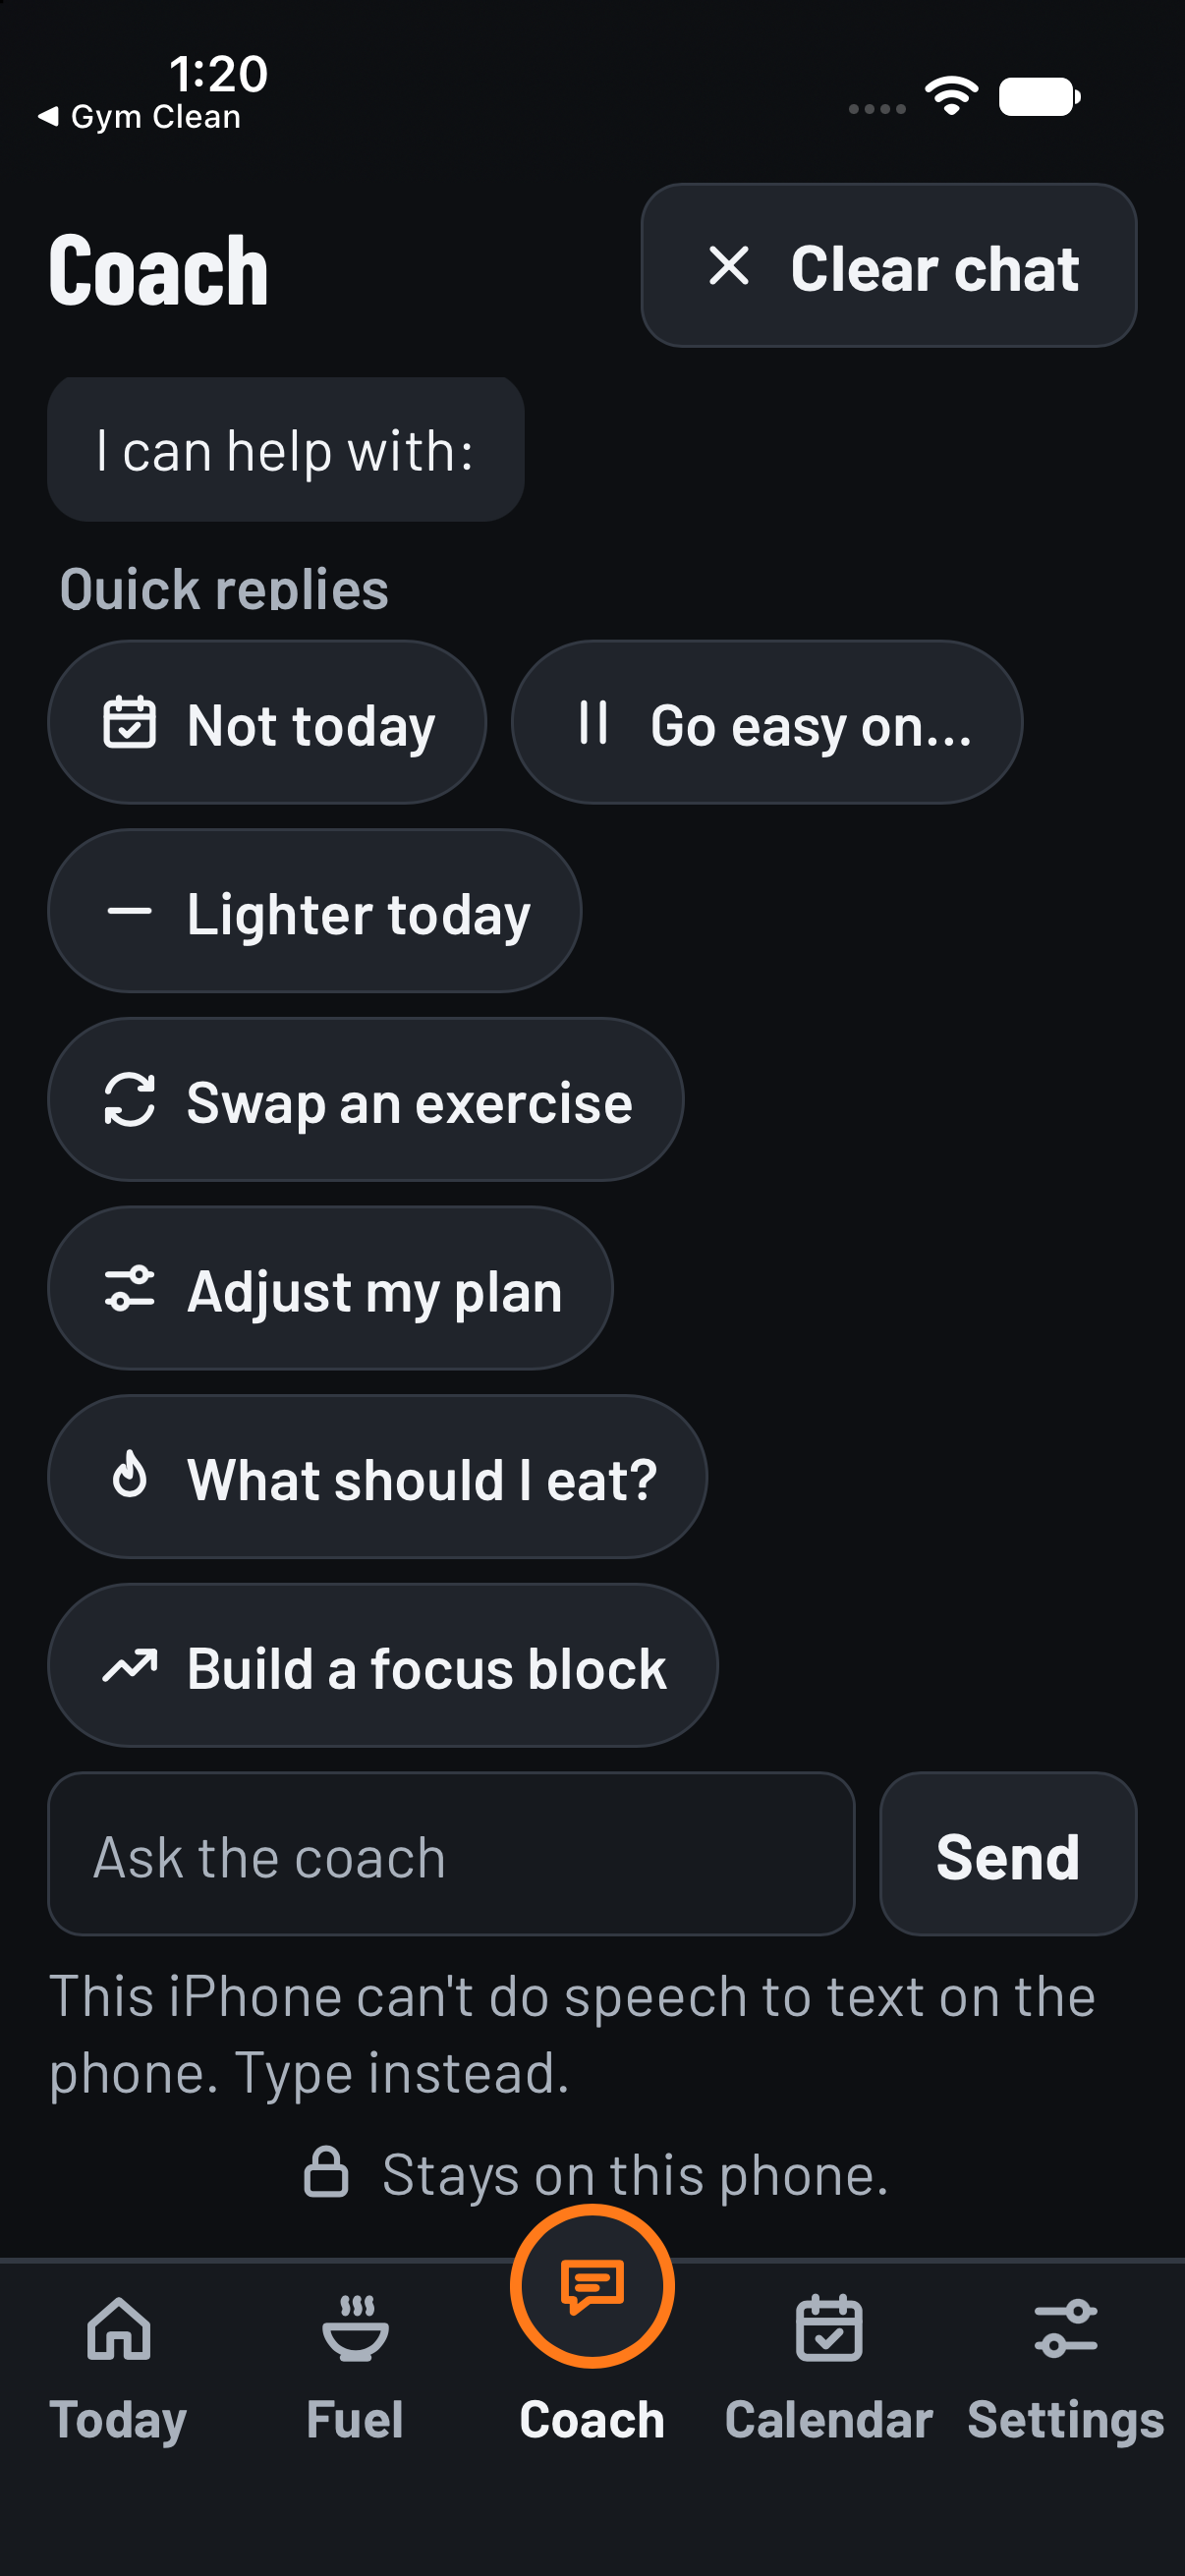 1:20
Gym Clean
Coach
Clear chat
I can help with:
Quick replies
Not today
Go easy on...
Lighter today
Swap an exercise
Adjust my plan
What should I eat?
Build a focus block
Ask the coach
Send
This iPhone can't do speech to text on the
phone. Type instead.
Stays on this phone.
Today
Fuel
Coach
Calendar
Settings